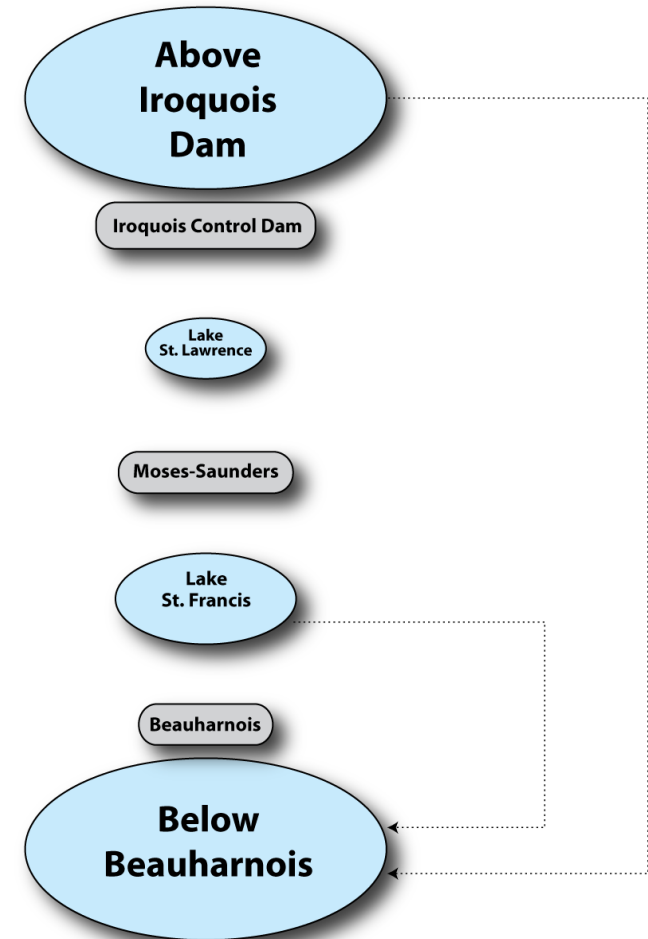 Above
Iroquois
Dam
Iroquois Control Dam
Lake
St. Lawrence
Moses-Saunders
Lake
St. Francis
Beauharnois
Below
Beauharnois